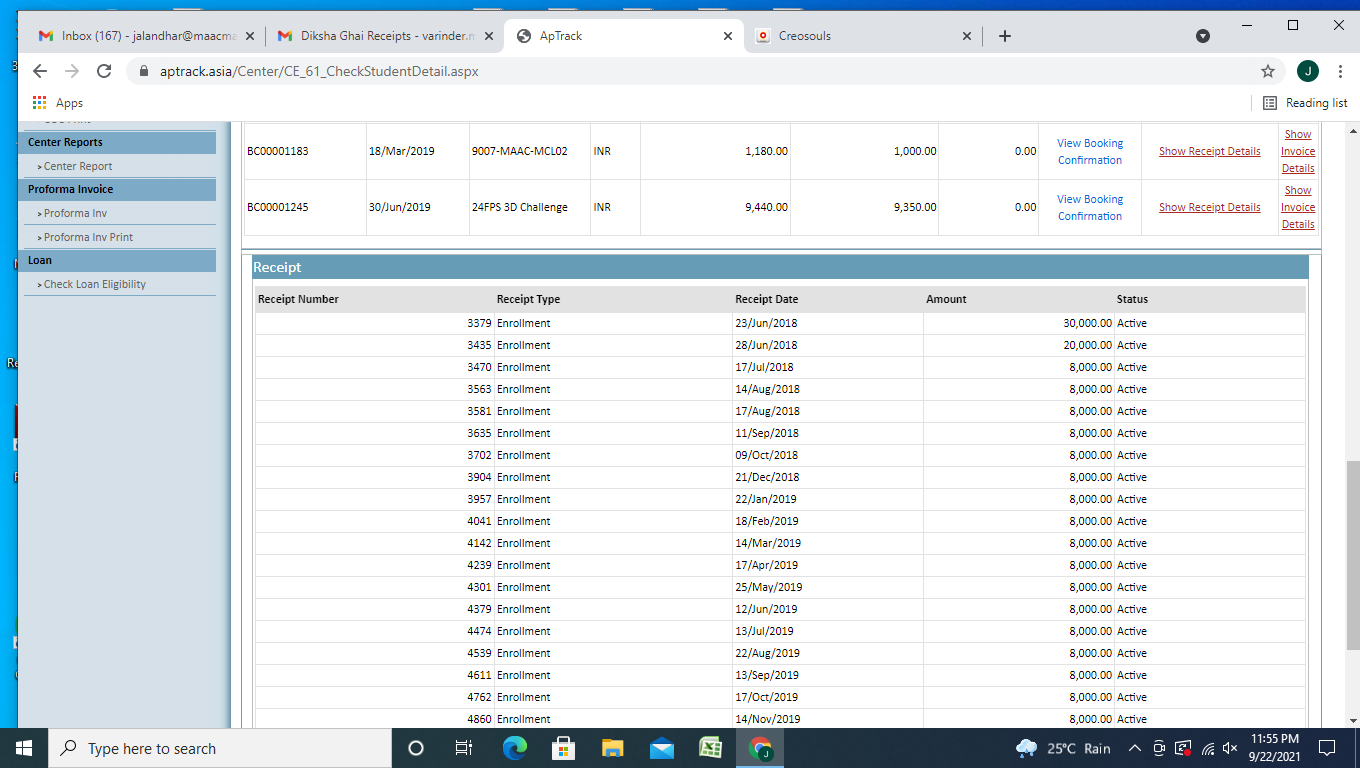 Inbox (167) - jalandhar@maacma
Diksha Ghai Receipts - varinder.m
ApTrack
Creosouls
aptrack.asia/Center/CE_61_CheckStudentDetail.aspx
J
Apps
Reading list
Center Reports
Center Report
Proforma Invoice
Proforma Inv
Proforma Inv Print
Loan
Check Loan Eligibility
BC00001183 18/Mar/2019 9007-MAAC-MCL02 INR 1,180.00 1,000.00 0.00 View Booking Confirmation Show Receipt Details Show Invoice Details
BC00001245 30/Jun/2019 24FPS 3D Challenge INR 9,440.00 9,350.00 0.00 View Booking Confirmation Show Receipt Details Show Invoice Details
Receipt
Receipt Number Receipt Type Receipt Date Amount Status
3379 Enrollment 23/Jun/2018 30,000.00 Active
3435 Enrollment 28/Jun/2018 20,000.00 Active
3470 Enrollment 17/Jul/2018 8,000.00 Active
3563 Enrollment 14/Aug/2018 8,000.00 Active
3581 Enrollment 17/Aug/2018 8,000.00 Active
3635 Enrollment 11/Sep/2018 8,000.00 Active
3702 Enrollment 09/Oct/2018 8,000.00 Active
3904 Enrollment 21/Dec/2018 8,000.00 Active
3957 Enrollment 22/Jan/2019 8,000.00 Active
4041 Enrollment 18/Feb/2019 8,000.00 Active
4142 Enrollment 14/Mar/2019 8,000.00 Active
4239 Enrollment 17/Apr/2019 8,000.00 Active
4301 Enrollment 25/May/2019 8,000.00 Active
4379 Enrollment 12/Jun/2019 8,000.00 Active
4474 Enrollment 13/Jul/2019 8,000.00 Active
4539 Enrollment 22/Aug/2019 8,000.00 Active
4611 Enrollment 13/Sep/2019 8,000.00 Active
4762 Enrollment 17/Oct/2019 8,000.00 Active
4860 Enrollment 14/Nov/2019 8,000.00 Active
Type here to search
25°C Rain
11:55 PM
9/22/2021